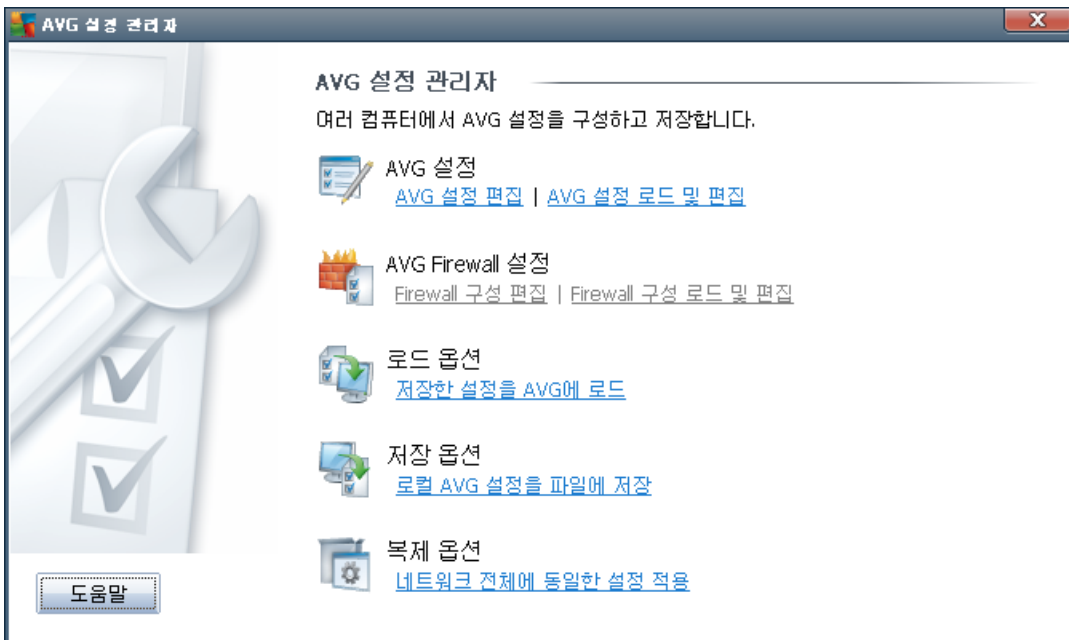 AVG 설정 관리자
AVG 설정 관리자
여러 컴퓨터에서 AVG 설정을 구성하고 저장합니다.
AVG 설정
AVG 설정 편집 | AVG 설정 로드 및 편집
AVG Firewall 설정
Firewall 구성 편집 | Firewall 구성 로드 및 편집
로드 옵션
저장한 설정을 AVG에 로드
저장 옵션
로컬 AVG 설정을 파일에 저장
복제 옵션
네트워크 전체에 동일한 설정 적용
도움말